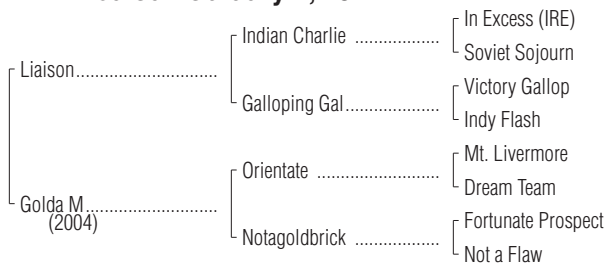 In Excess (IRE)
Indian Charlie ...................
Soviet Sojourn
Liaison................................
Victory Gallop
Galloping Gal.....................
Indy Flash
Mt. Livermore
Orientate ...........................
Dream Team
Golda M..............................
(2004)
Fortunate Prospect
Notagoldbrick ...................
Not a Flaw